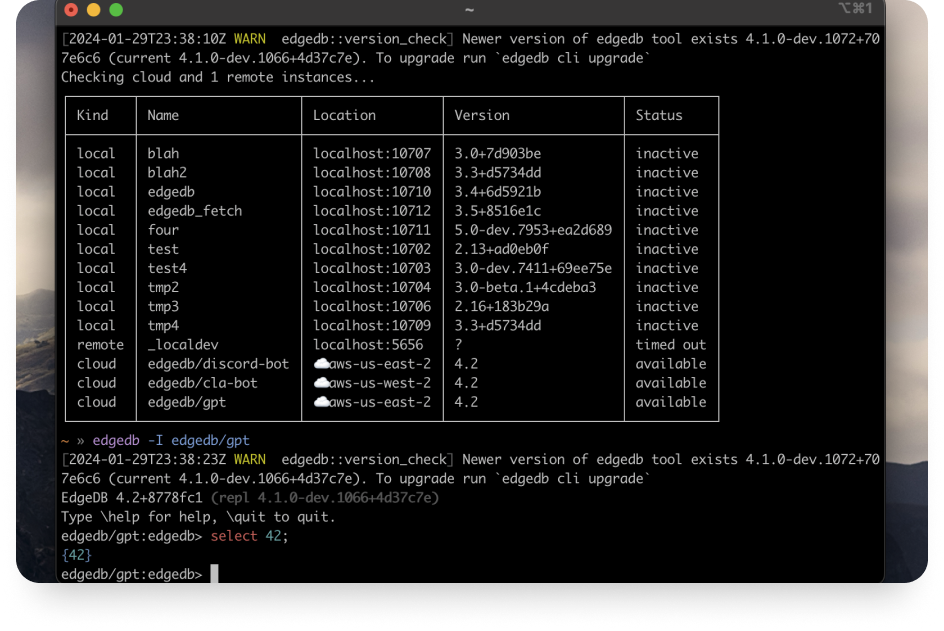 ~
⌥⌘1
[2024-01-29T23:38:10Z WARN  edgedb::version_check] Newer version of edgedb tool exists 4.1.0-dev.1072+70
7e6c6 (current 4.1.0-dev.1066+4d37c7e). To upgrade run `edgedb cli upgrade`
Checking cloud and 1 remote instances...
Kind Name Location Version Status
local blah localhost:10707 3.0+7d903be inactive
local blah2 localhost:10708 3.3+d5734dd inactive
local edgedb localhost:10710 3.4+6d5921b inactive
local edgedb_fetch localhost:10712 3.5+8516e1c inactive
local four localhost:10711 5.0-dev.7953+ea2d689 inactive
local test localhost:10702 2.13+ad0eb0f inactive
local test4 localhost:10703 3.0-dev.7411+69ee75e inactive
local tmp2 localhost:10704 3.0-beta.1+4cdeba3 inactive
local tmp3 localhost:10706 2.16+183b29a inactive
local tmp4 localhost:10709 3.3+d5734dd inactive
remote _localdev localhost:5656 ? timed out
cloud edgedb/discord-bot ☁️aws-us-east-2 4.2 available
cloud edgedb/cla-bot ☁️aws-us-west-2 4.2 available
cloud edgedb/gpt ☁️aws-us-east-2 4.2 available
~ » edgedb -I edgedb/gpt
[2024-01-29T23:38:23Z WARN  edgedb::version_check] Newer version of edgedb tool exists 4.1.0-dev.1072+70
7e6c6 (current 4.1.0-dev.1066+4d37c7e). To upgrade run `edgedb cli upgrade`
EdgeDB 4.2+8778fc1 (repl 4.1.0-dev.1066+4d37c7e)
Type \help for help, \quit to quit.
edgedb/gpt:edgedb> select 42;
{42}
edgedb/gpt:edgedb>